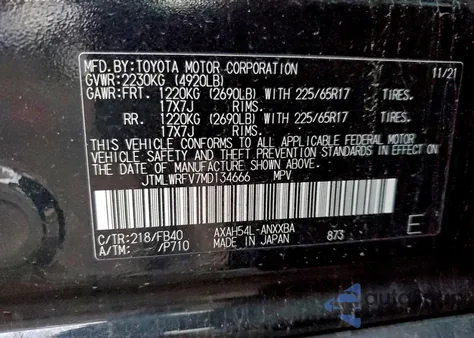 MFD.BY:TOYOTA MOTOR CORPORATION 11/21
GVWR:2230KG (4920LB)
GAWR:FRT. 1220KG (2690LB) WITH 225/65R17 TIRES.
17X7J RIMS.
RR. 1220KG (2690LB) WITH 225/65R17 TIRES.
17X7J RIMS.
THIS VEHICLE CONFORMS TO ALL APPLICABLE FEDERAL MOTOR
VEHICLE SAFETY AND THEFT PREVENTION STANDARDS IN EFFECT ON
THE DATE OF MANUFACTURE SHOWN ABOVE.
JTMLWRFV7MD134666 MPV
C/TR:218/FB40 AXAH54L-ANXXBA E
A/TM: /P710 MADE IN JAPAN 873